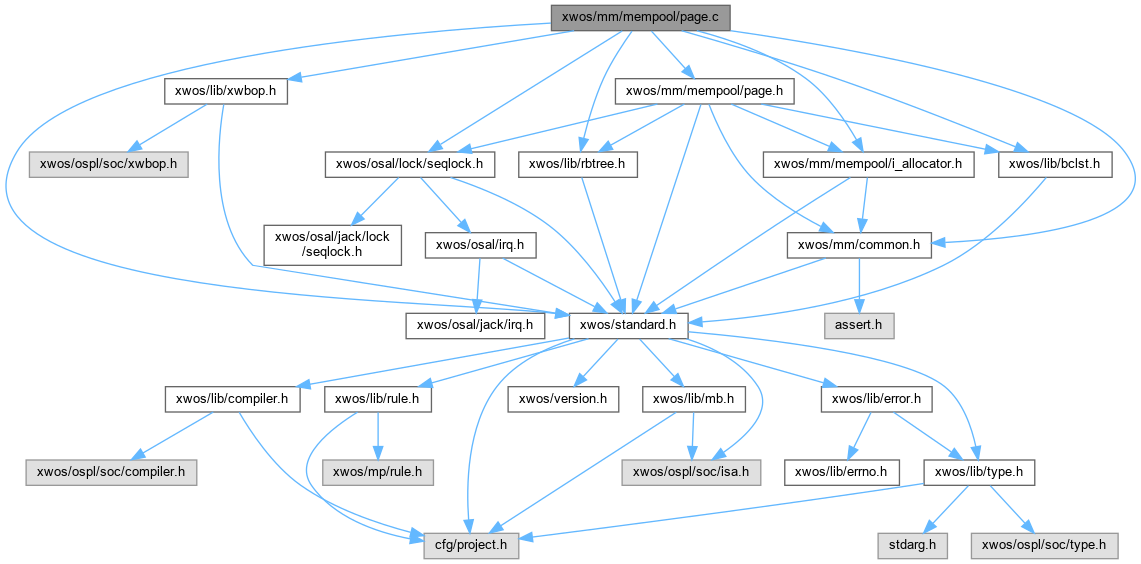 xwos/mm/mempool/page.c
xwos/lib/xwbop.h
xwos/mm/mempool/page.h
xwos/ospl/soc/xwbop.h
xwos/osal/lock/seqlock.h
xwos/lib/rbtree.h
xwos/mm/mempool/i_allocator.h
xwos/lib/bclst.h
xwos/osal/jack/lock
/seqlock.h
xwos/osal/irq.h
xwos/mm/common.h
xwos/osal/jack/irq.h
xwos/standard.h
assert.h
xwos/lib/compiler.h
xwos/lib/rule.h
xwos/version.h
xwos/lib/mb.h
xwos/lib/error.h
xwos/ospl/soc/compiler.h
xwos/mp/rule.h
xwos/ospl/soc/isa.h
xwos/lib/errno.h
xwos/lib/type.h
cfg/project.h
stdarg.h
xwos/ospl/soc/type.h